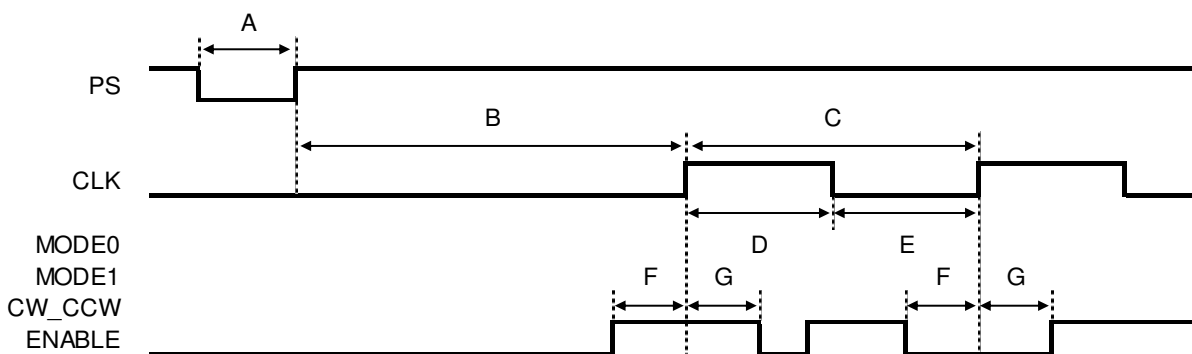 A
PS
B C
CLK
D E
MODE0
MODE1
F G F G
CW_CCW
ENABLE